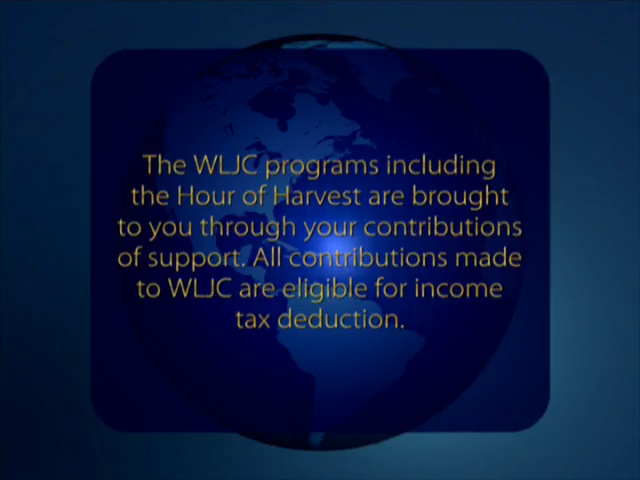 The WLJC programs including
the Hour of Harvest are brought
to you through your contributions
of support. All contributions made
to WLJC are eligible for income
tax deduction.